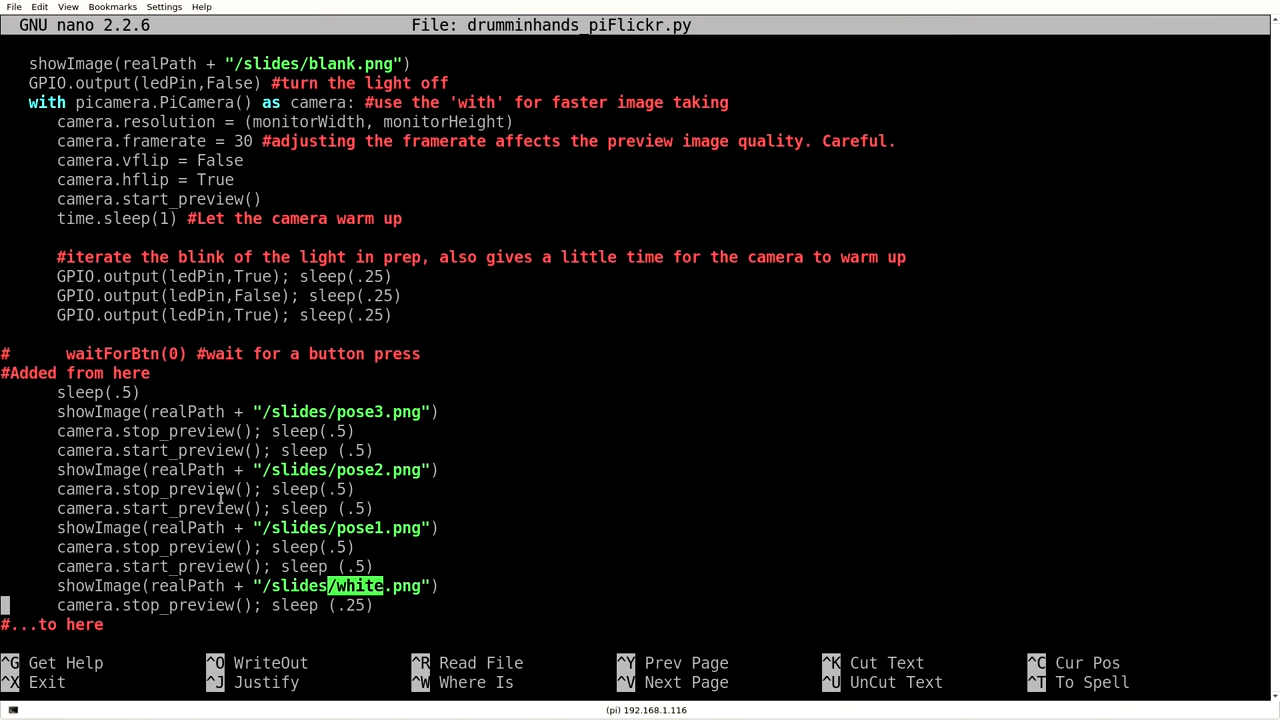 File Edit View Bookmarks Settings Help
GNU nano 2.2.6 File: drumminhands_piFlickr.py
showImage(realPath + "/slides/blank.png")
GPIO.output(ledPin,False) #turn the light off
with picamera.PiCamera() as camera: #use the 'with' for faster image taking
camera.resolution = (monitorWidth, monitorHeight)
camera.framerate = 30 #adjusting the framerate affects the preview image quality. Careful.
camera.vflip = False
camera.hflip = True
camera.start_preview()
time.sleep(1) #Let the camera warm up
#iterate the blink of the light in prep, also gives a little time for the camera to warm up
GPIO.output(ledPin,True); sleep(.25)
GPIO.output(ledPin,False); sleep(.25)
GPIO.output(ledPin,True); sleep(.25)
# waitForBtn(0) #wait for a button press
#Added from here
sleep(.5)
showImage(realPath + "/slides/pose3.png")
camera.stop_preview(); sleep(.5)
camera.start_preview(); sleep (.5)
showImage(realPath + "/slides/pose2.png")
camera.stop_preview(); sleep(.5)
camera.start_preview(); sleep (.5)
showImage(realPath + "/slides/pose1.png")
camera.stop_preview(); sleep(.5)
camera.start_preview(); sleep (.5)
showImage(realPath + "/slides/white.png")
camera.stop_preview(); sleep (.25)
#...to here
^G Get Help ^O WriteOut ^R Read File ^Y Prev Page ^K Cut Text ^C Cur Pos
^X Exit ^J Justify ^W Where Is ^V Next Page ^U UnCut Text ^T To Spell
(pi) 192.168.1.116